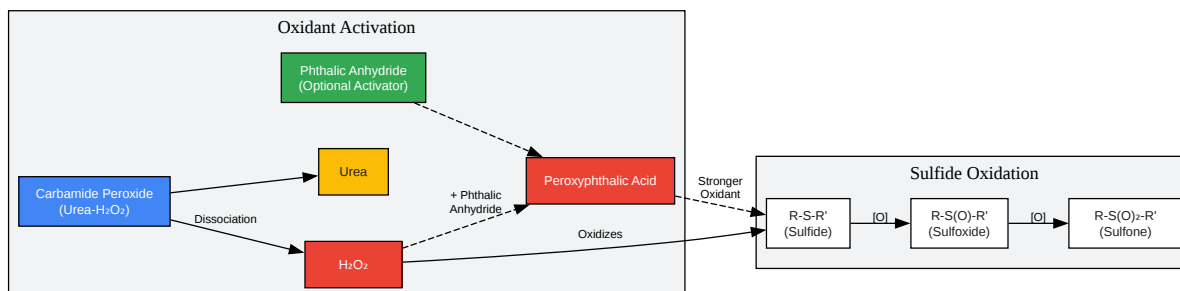 Oxidant Activation
Phthalic Anhydride
(Optional Activator)
Urea
Carbamide Peroxide
(Urea-H₂O₂)
Dissociation
H₂O₂
+ Phthalic
Anhydride
Peroxyphthalic Acid
Stronger
Oxidant
Oxidizes
Sulfide Oxidation
R-S-R'
(Sulfide)
[O]
R-S(O)-R'
(Sulfoxide)
[O]
R-S(O)₂-R'
(Sulfone)